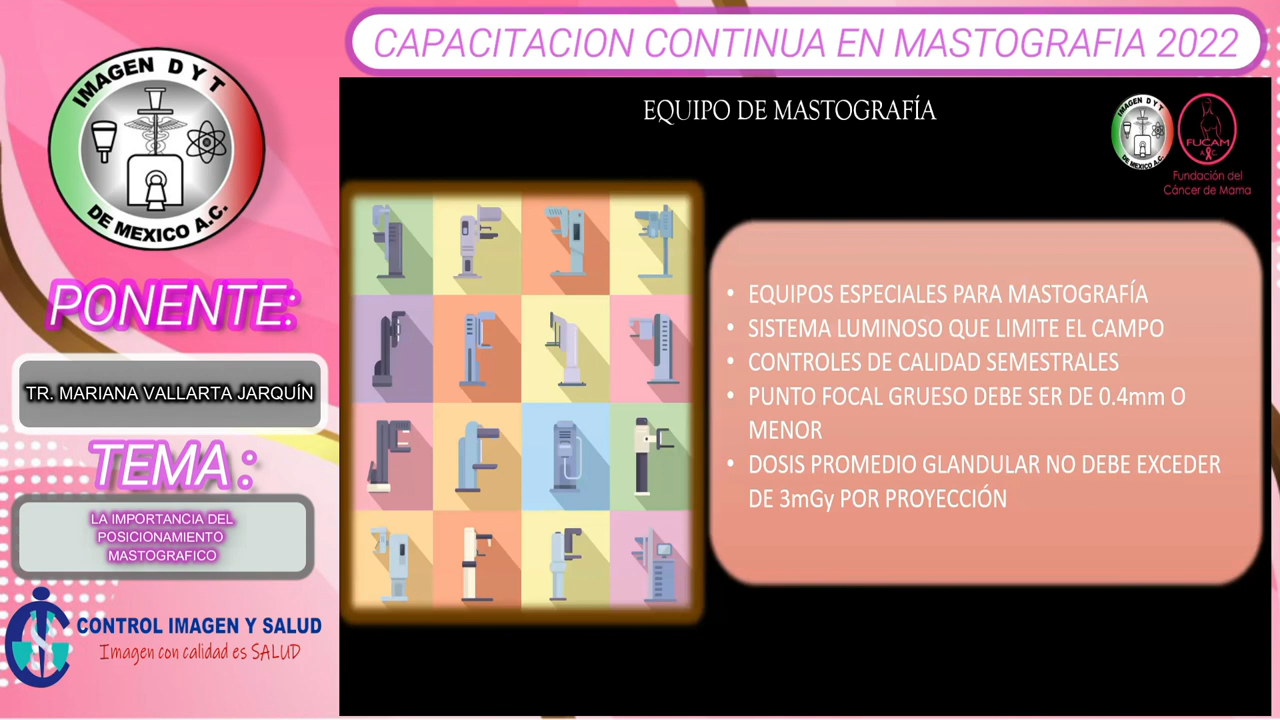 CAPACITACION CONTINUA EN MASTOGRAFIA 2022
IMAGEN D Y T
DE MEXICO A.C.
PONENTE:
TR. MARIANA VALLARTA JARQUÍN
TEMA:
LA IMPORTANCIA DEL
POSICIONAMIENTO
MASTOGRAFICO
CONTROL IMAGEN Y SALUD
Imagen con calidad es SALUD
EQUIPO DE MASTOGRAFÍA
IMAGEN D Y T
DE MEXICO A.C.
FUCAM
A.C.
Fundación del
Cáncer de Mama
• EQUIPOS ESPECIALES PARA MASTOGRAFÍA
• SISTEMA LUMINOSO QUE LIMITE EL CAMPO
• CONTROLES DE CALIDAD SEMESTRALES
• PUNTO FOCAL GRUESO DEBE SER DE 0.4mm O
MENOR
• DOSIS PROMEDIO GLANDULAR NO DEBE EXCEDER
DE 3mGy POR PROYECCIÓN